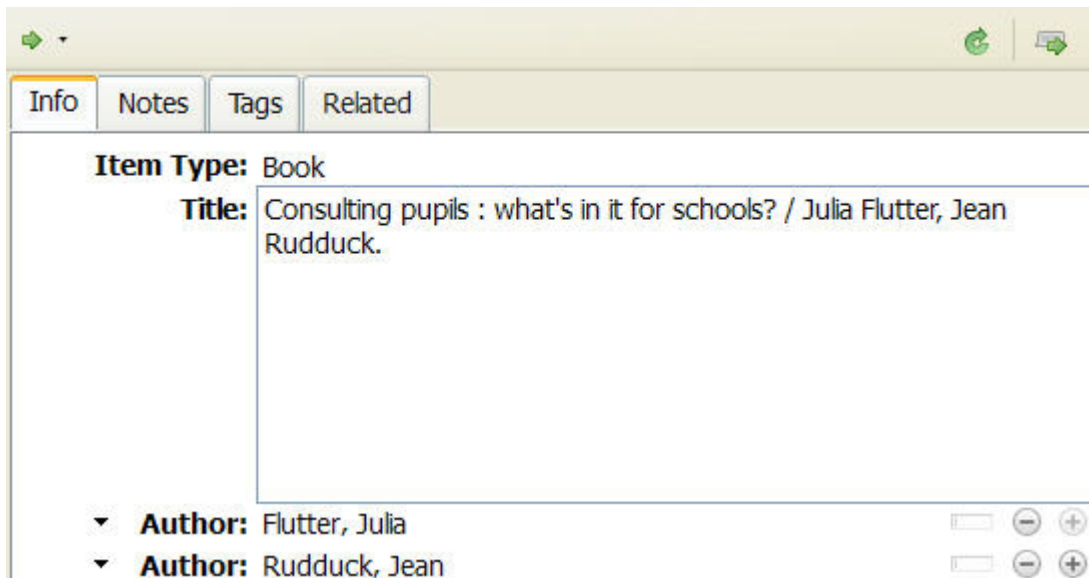 Info Notes Tags Related
Item Type: Book
Title: Consulting pupils : what's in it for schools? / Julia Flutter, Jean
Rudduck.
Author: Flutter, Julia
Author: Rudduck, Jean